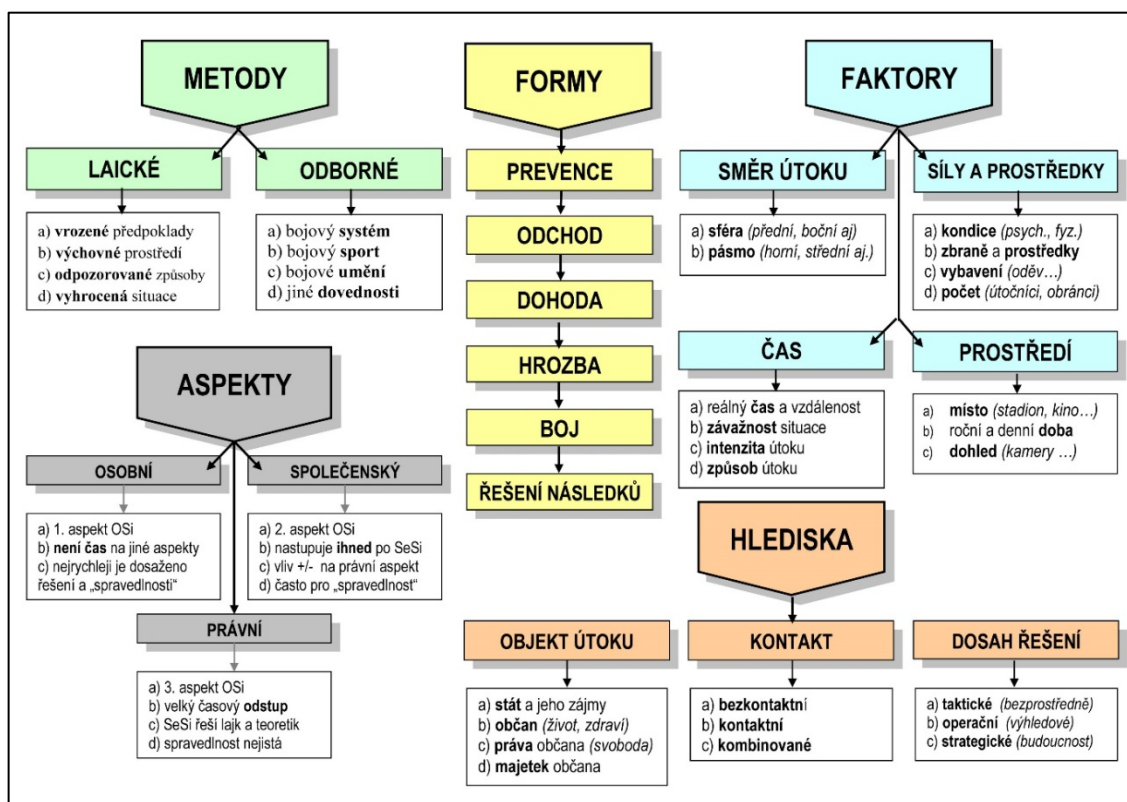 METODY
LAICKÉ
a) vrozené předpoklady
b) výchovné prostředí
c) odpozorované způsoby
d) vyhrocená situace
ODBORNÉ
a) bojový systém
b) bojový sport
c) bojové umění
d) jiné dovednosti
FORMY
PREVENCE
ODCHOD
DOHODA
HROZBA
BOJ
ŘEŠENÍ NÁSLEDKŮ
FAKTORY
SMĚR ÚTOKU
a) sféra (přední, boční aj)
b) pásmo (horní, střední aj.)
SÍLY A PROSTŘEDKY
a) kondice (psych., fyz.)
b) zbraně a prostředky
c) vybavení (oděv…)
d) počet (útočníci, obránci)
ČAS
a) reálný čas a vzdálenost
b) závažnost situace
c) intenzita útoku
d) způsob útoku
PROSTŘEDÍ
a) místo (stadion, kino…)
b) roční a denní doba
c) dohled (kamery …)
ASPEKTY
OSOBNÍ
a) 1. aspekt OSi
b) není čas na jiné aspekty
c) nejrychleji je dosaženo
řešení a „spravedlnosti“
SPOLEČENSKÝ
a) 2. aspekt OSi
b) nastupuje ihned po SeSi
c) vliv +/- na právní aspekt
d) často pro „spravedlnost“
PRÁVNÍ
a) 3. aspekt OSi
b) velký časový odstup
c) SeSi řeší lajk a teoretik
d) spravedlnost nejistá
HLEDISKA
OBJEKT ÚTOKU
a) stát a jeho zájmy
b) občan (život, zdraví)
c) práva občana (svoboda)
d) majetek občana
KONTAKT
a) bezkontaktní
b) kontaktní
c) kombinované
DOSAH ŘEŠENÍ
a) taktické (bezprostředně)
b) operační (výhledové)
c) strategické (budoucnost)